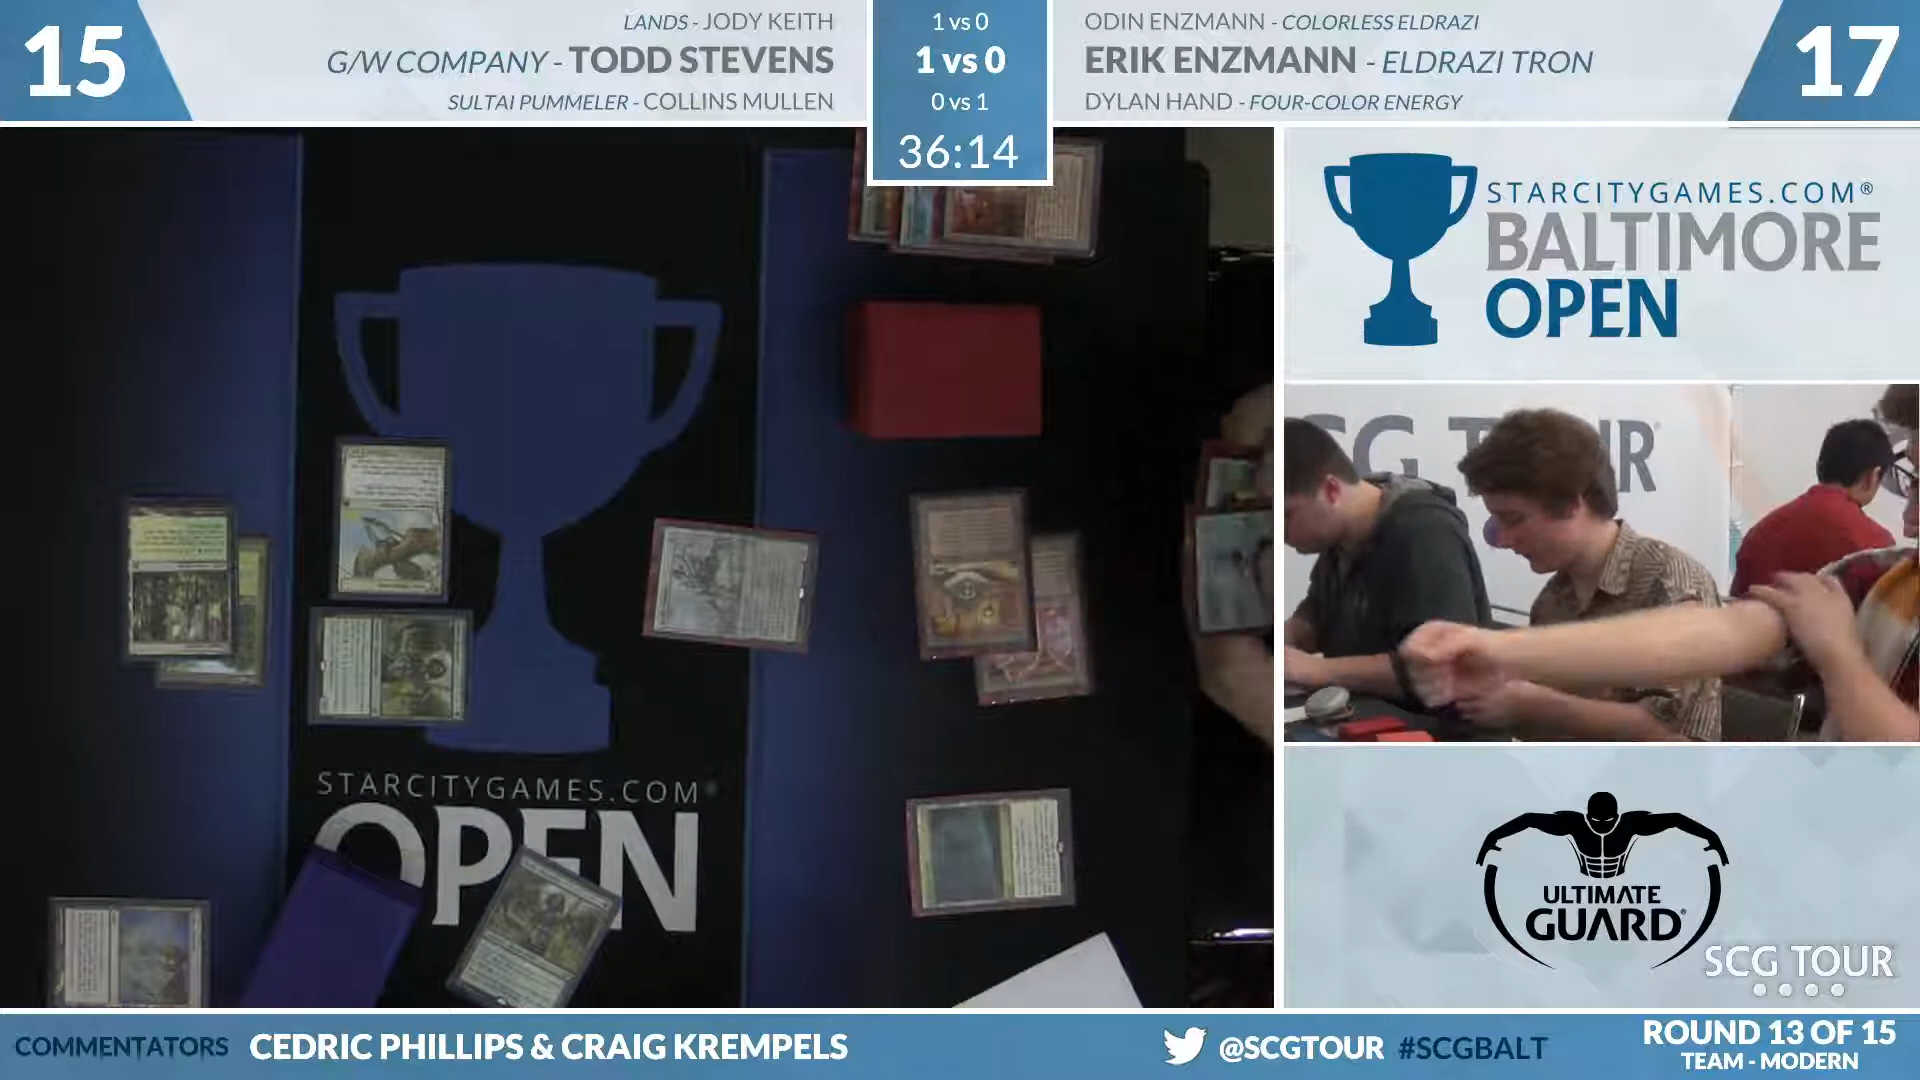 15
LANDS - JODY KEITH
G/W COMPANY - TODD STEVENS
SULTAI PUMMELER - COLLINS MULLEN
1 vs 0
1 vs 0
0 vs 1
36:14
ODIN ENZMANN - COLORLESS ELDRAZI
ERIK ENZMANN - ELDRAZI TRON
DYLAN HAND - FOUR-COLOR ENERGY
17
STARCITYGAMES.COM®
BALTIMORE
OPEN
SCG TOUR®
STARCITYGAMES.COM®
OPEN
ULTIMATE
GUARD®
SCG TOUR
COMMENTATORS CEDRIC PHILLIPS & CRAIG KREMPELS
@SCGTOUR #SCGBALT
ROUND 13 OF 15
TEAM - MODERN